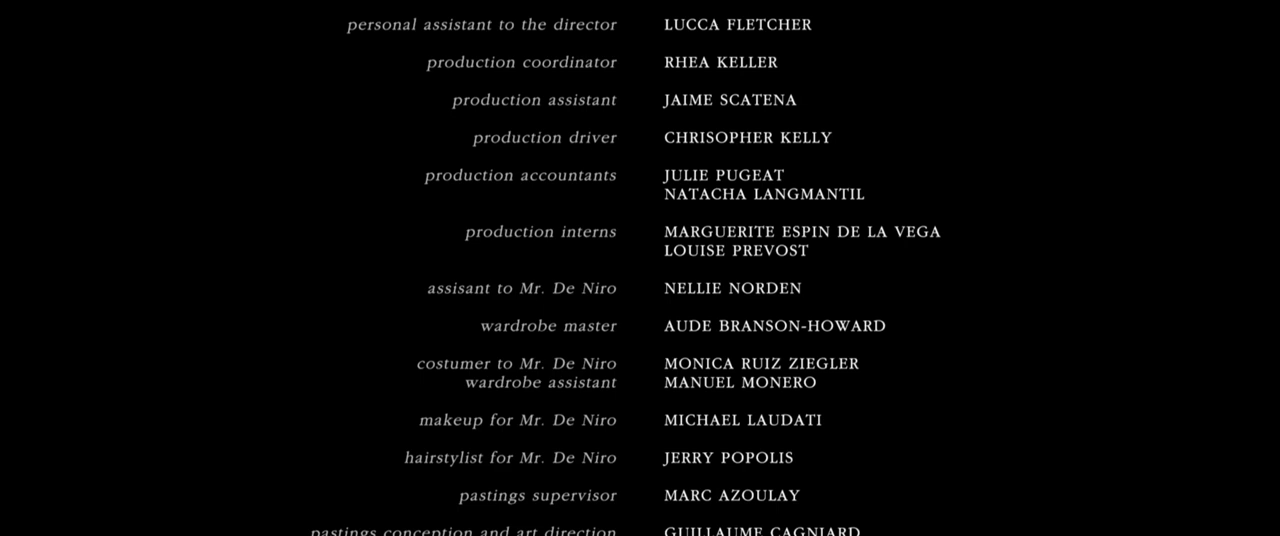 personal assistant to the director LUCCA FLETCHER
production coordinator RHEA KELLER
production assistant JAIME SCATENA
production driver CHRISOPHER KELLY
production accountants JULIE PUGEAT
NATACHA LANGMANTIL
production interns MARGUERITE ESPIN DE LA VEGA
LOUISE PREVOST
assisant to Mr. De Niro NELLIE NORDEN
wardrobe master AUDE BRANSON-HOWARD
costumer to Mr. De Niro MONICA RUIZ ZIEGLER
wardrobe assistant MANUEL MONERO
makeup for Mr. De Niro MICHAEL LAUDATI
hairstylist for Mr. De Niro JERRY POPOLIS
pastings supervisor MARC AZOULAY
pastings conception and art direction GUILLAUME CAGNIARD